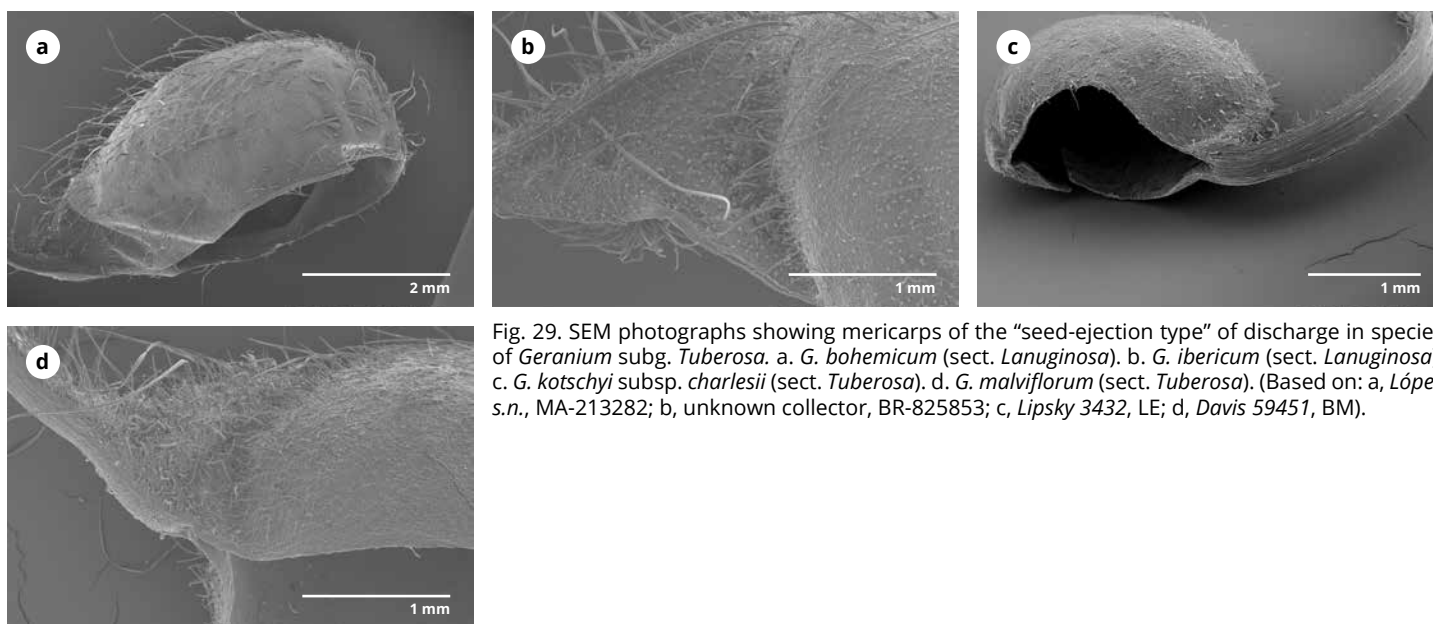 a
b
c
2 mm
1 mm
1 mm
d
1 mm
Fig. 29. SEM photographs showing mericarps of the “seed-ejection type” of discharge in specie
of Geranium subg. Tuberosa. a. G. bohemicum (sect. Lanuginosa). b. G. ibericum (sect. Lanuginosa
c. G. kotschyi subsp. charlesii (sect. Tuberosa). d. G. malviflorum (sect. Tuberosa). (Based on: a, Lópe
s.n., MA-213282; b, unknown collector, BR-825853; c, Lipsky 3432, LE; d, Davis 59451, BM).